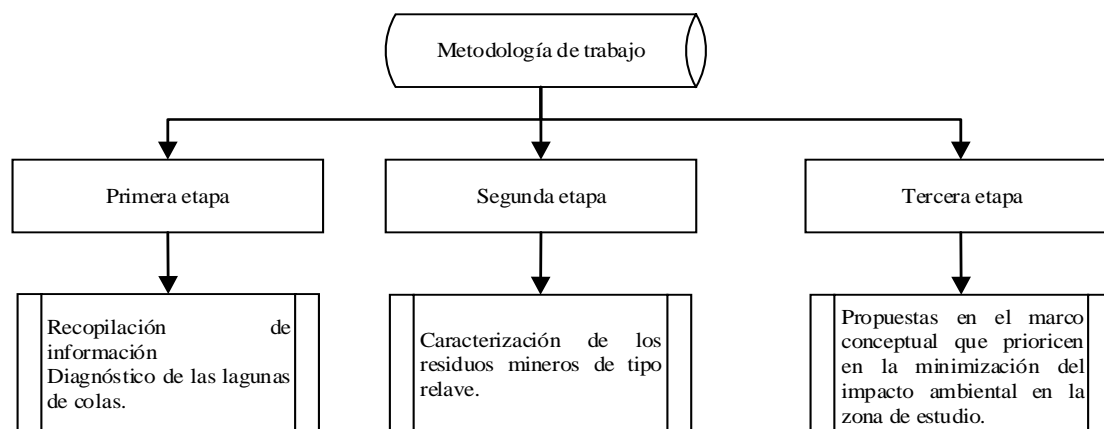 Metodología de trabajo
Primera etapa
Segunda etapa
Tercera etapa
Recopilación de
información
Diagnóstico de las lagunas
de colas.
Caracterización de los
residuos mineros de tipo
relave.
Propuestas en el marco
conceptual que prioricen
en la minimización del
impacto ambiental en la
zona de estudio.